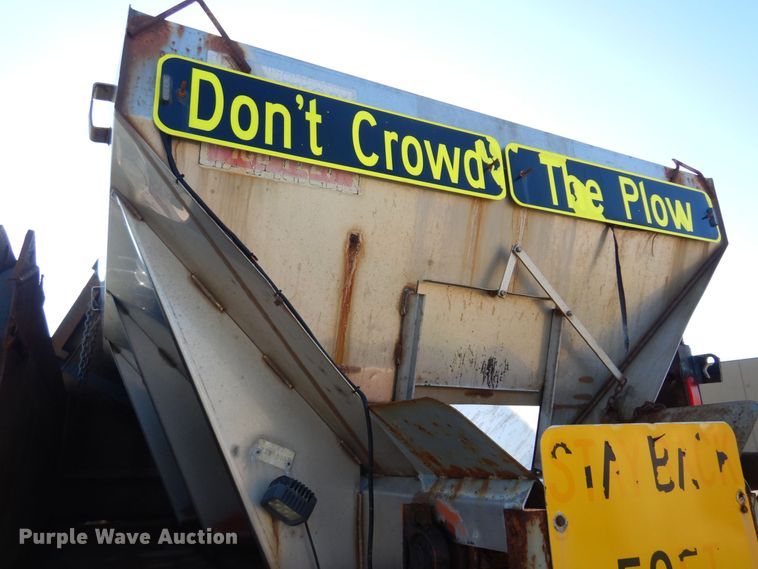 Don't Crowd The Plow
STAY BACK
Purple Wave Auction